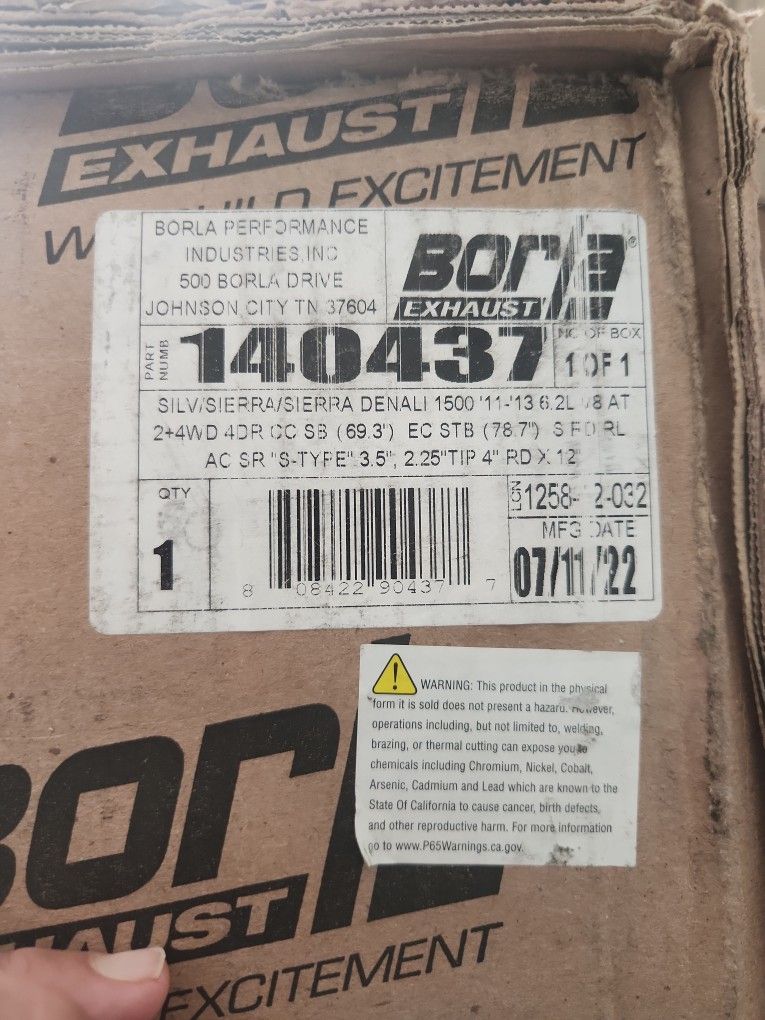 EXHAUST
EXCITEMENT
BORLA PERFORMANCE
INDUSTRIES, INC
500 BORLA DRIVE
JOHNSON CITY TN 37604
BORLA®
EXHAUST
PART
NUMB
140437
NO OF BOX
1 OF 1
SILV/SIERRA/SIERRA DENALI 1500 '11-'13 6.2L V8 AT
2+4WD 4DR CC SB (69.3") EC STB (78.7") RL
AC SR "S-TYPE" 3.5", 2.25" TIP 4" RD X 12"
QTY
1
8 08422 90437 7
MFG DATE
07/11/22
WARNING: This product in the physical
form it is sold does not present a hazard. However,
operations including, but not limited to, welding,
brazing, or thermal cutting can expose you to
chemicals including Chromium, Nickel, Cobalt,
Arsenic, Cadmium and Lead which are known to the
State Of California to cause cancer, birth defects,
and other reproductive harm. For more information
go to www.P65Warnings.ca.gov.
BORLA
EXHAUST
EXCITEMENT